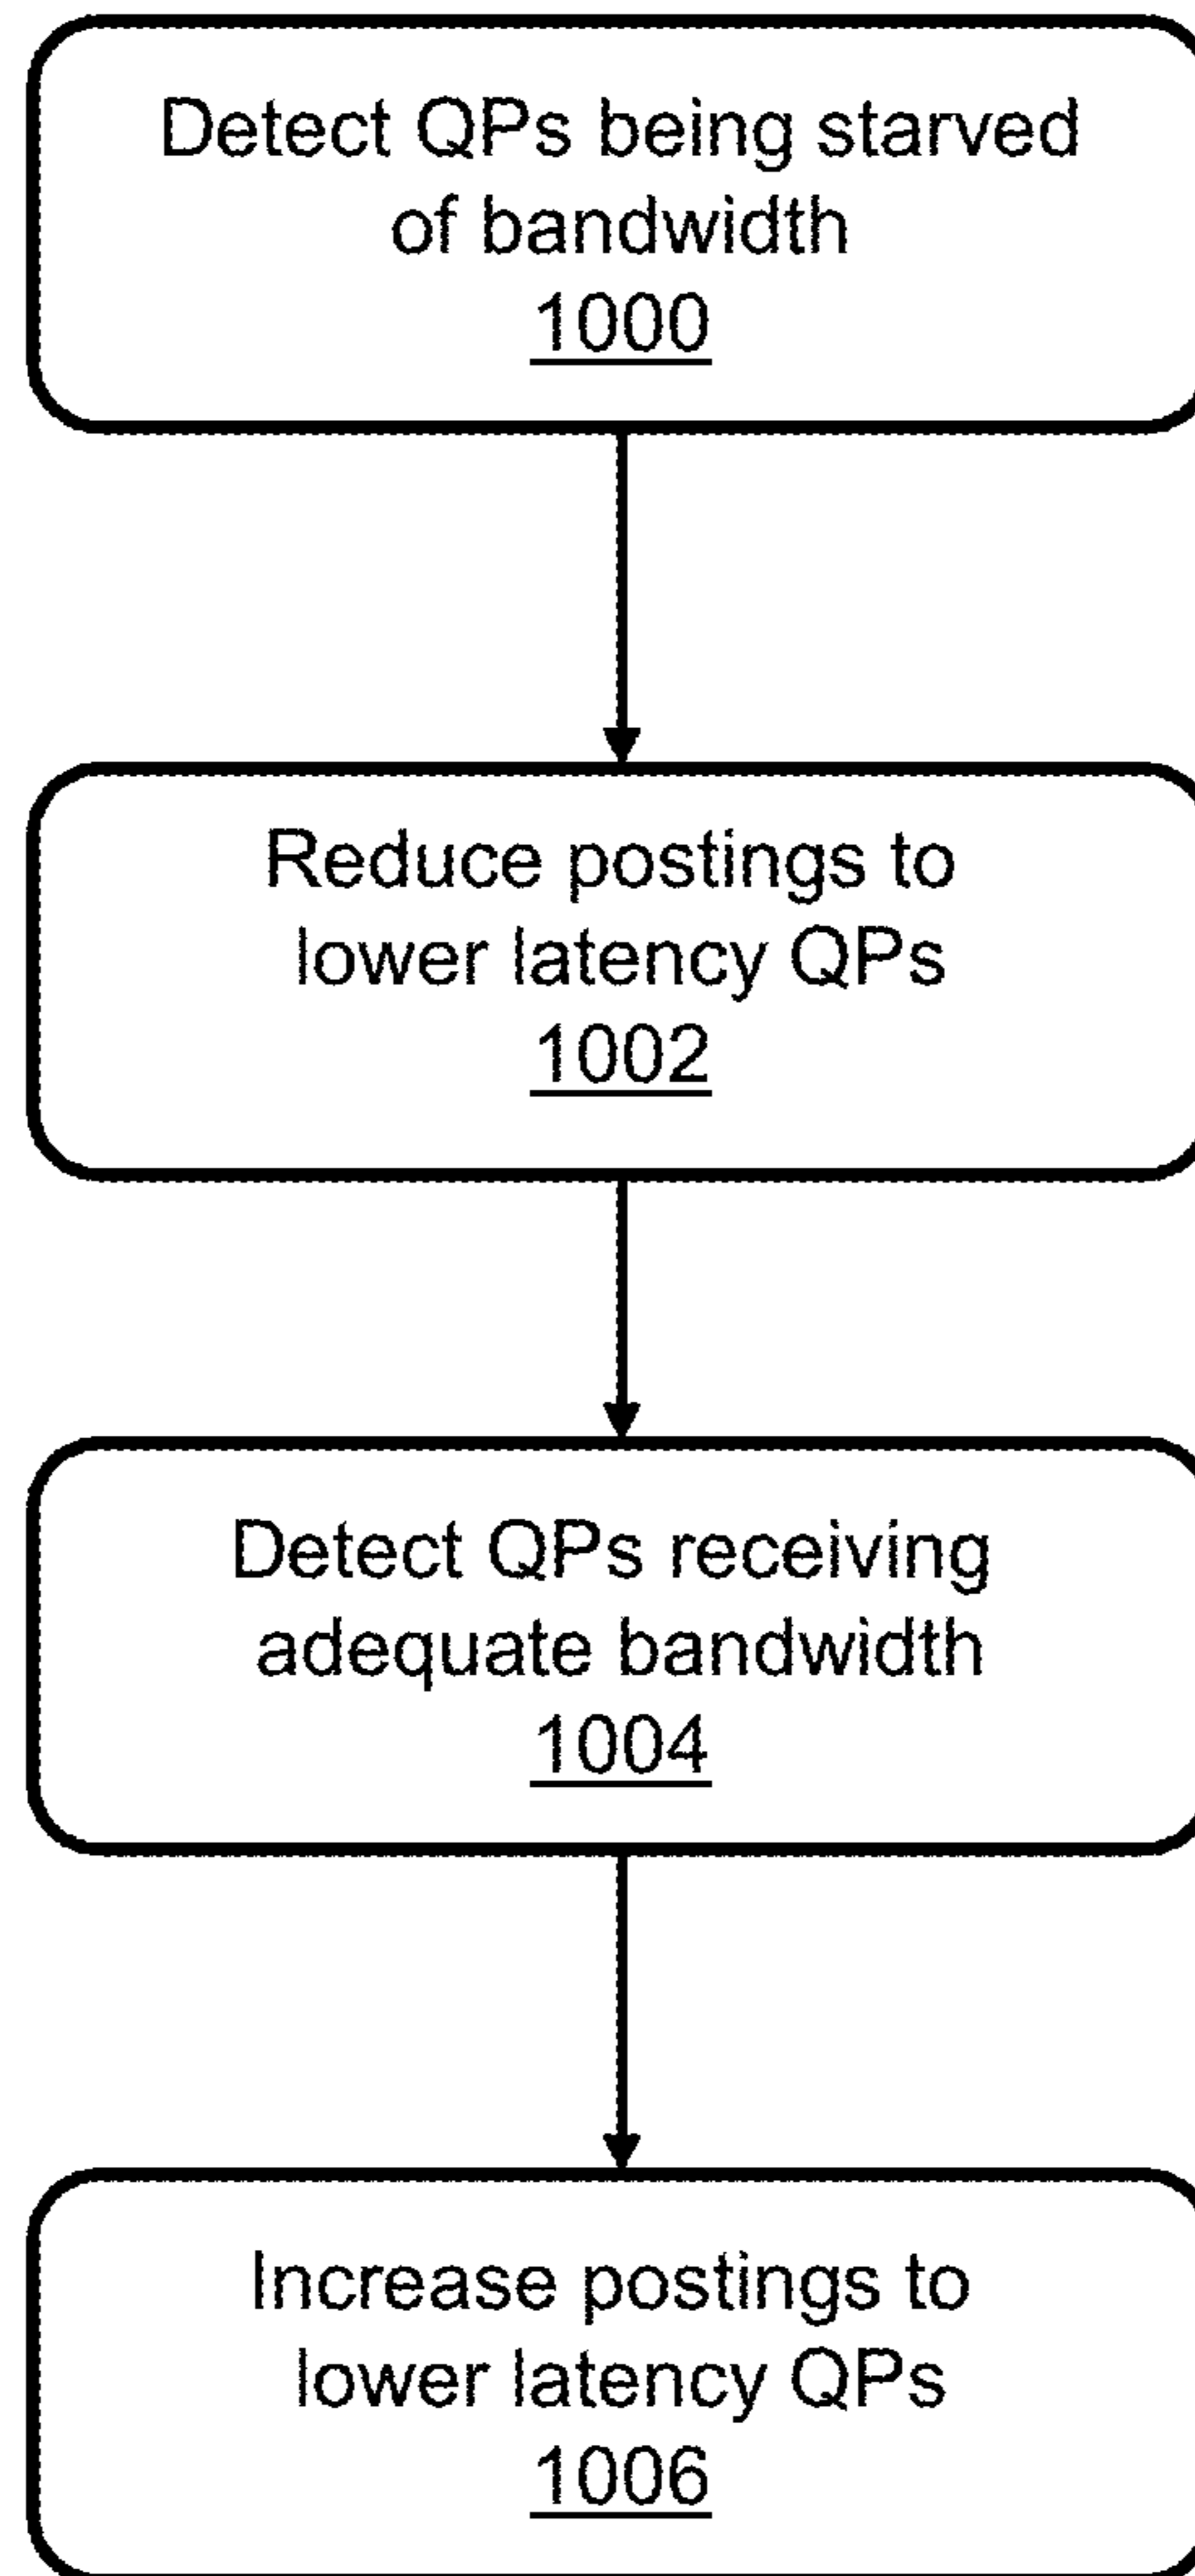 Detect QPs being starved
of bandwidth
1000
Reduce postings to
lower latency QPs
1002
Detect QPs receiving
adequate bandwidth
1004
Increase postings to
lower latency QPs
1006